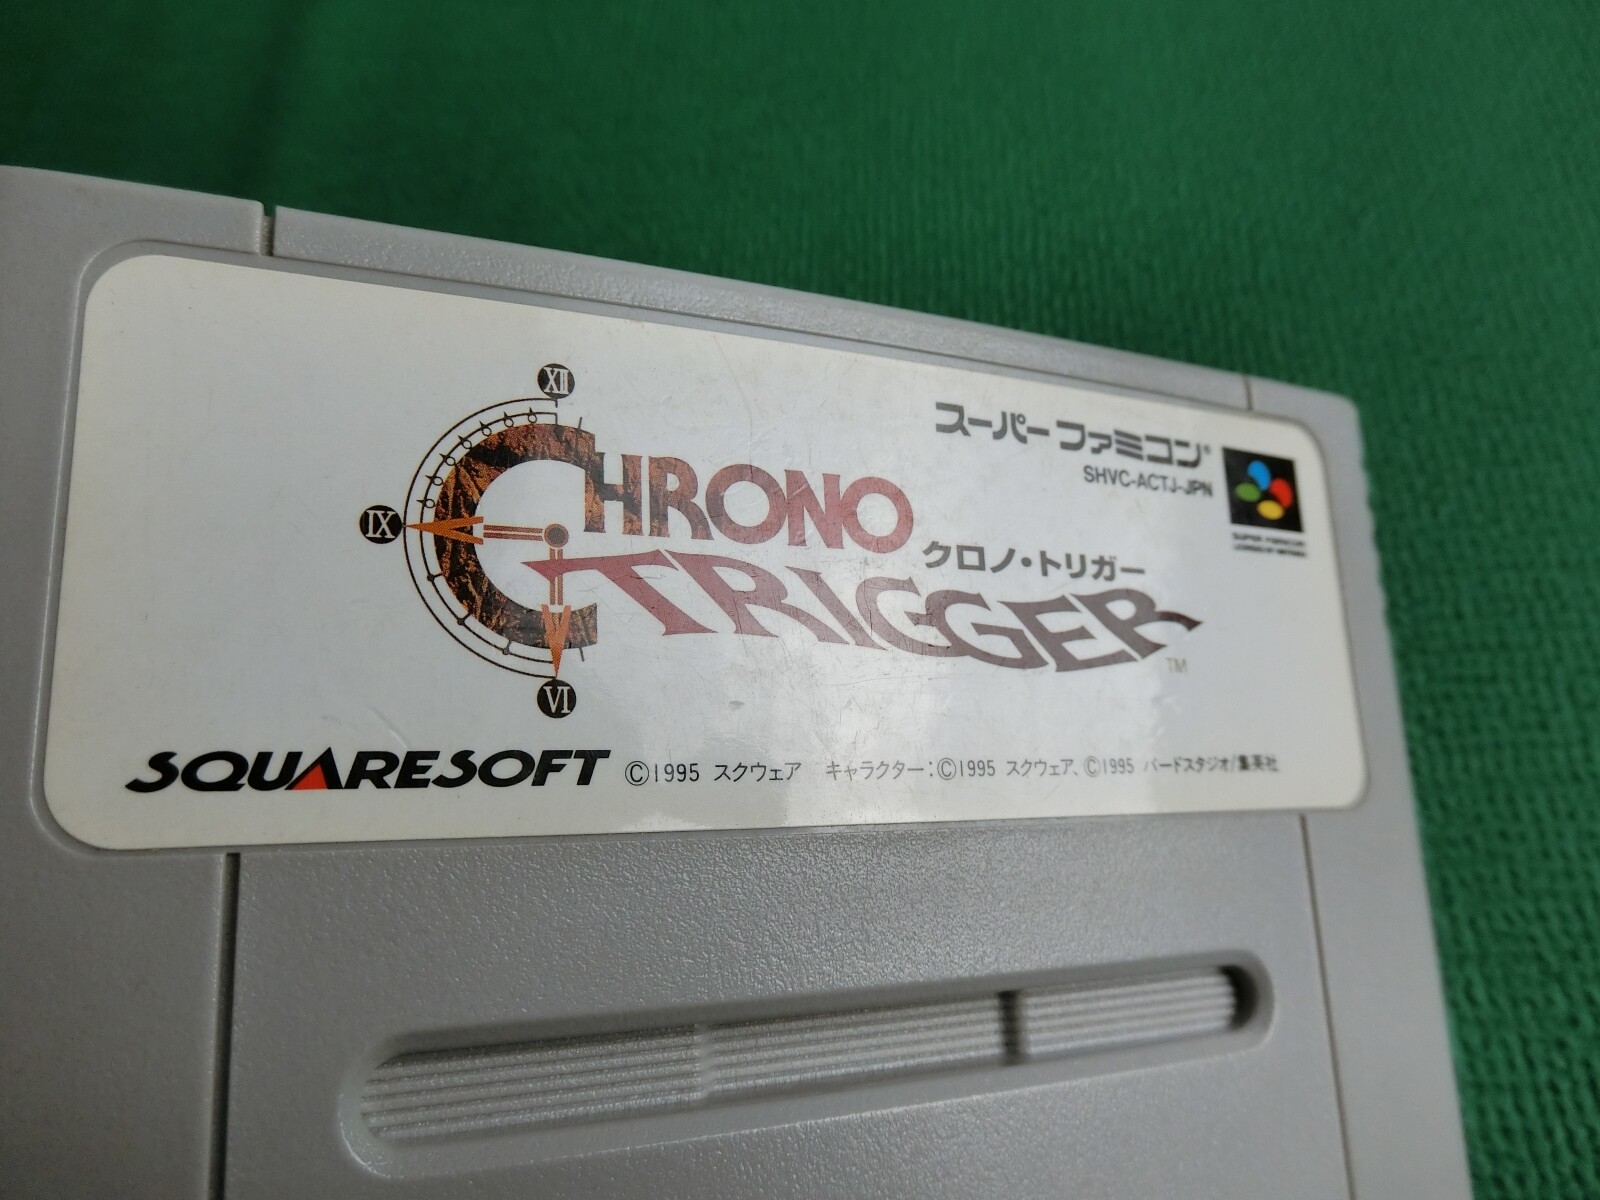 スーパーファミコン®
SHVC-ACTJ-JPN
XII
IX
VI
CHRONO
クロノ・トリガー
TRIGGER
TM
SQUARESOFT
©1995 スクウェア キャラクター:©1995 スクウェア、©1995 バードスタジオ/集英社